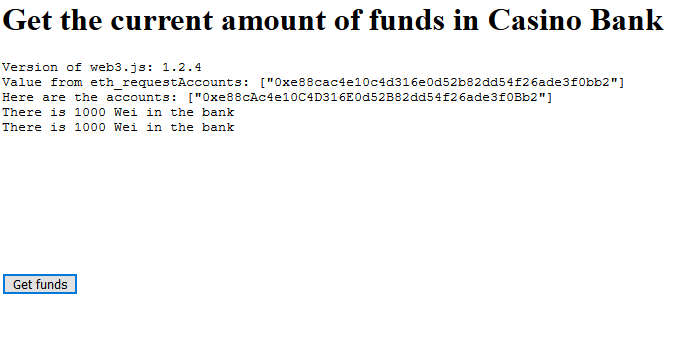 Get the current amount of funds in Casino Bank
Version of web3.js: 1.2.4
Value from eth_requestAccounts: ["0xe88cac4e10c4d316e0d52b82dd54f26ade3f0bb2"]
Here are the accounts: ["0xe88cAc4e10C4D316E0d52B82dd54f26ade3f0Bb2"]
There is 1000 Wei in the bank
There is 1000 Wei in the bank
Get funds